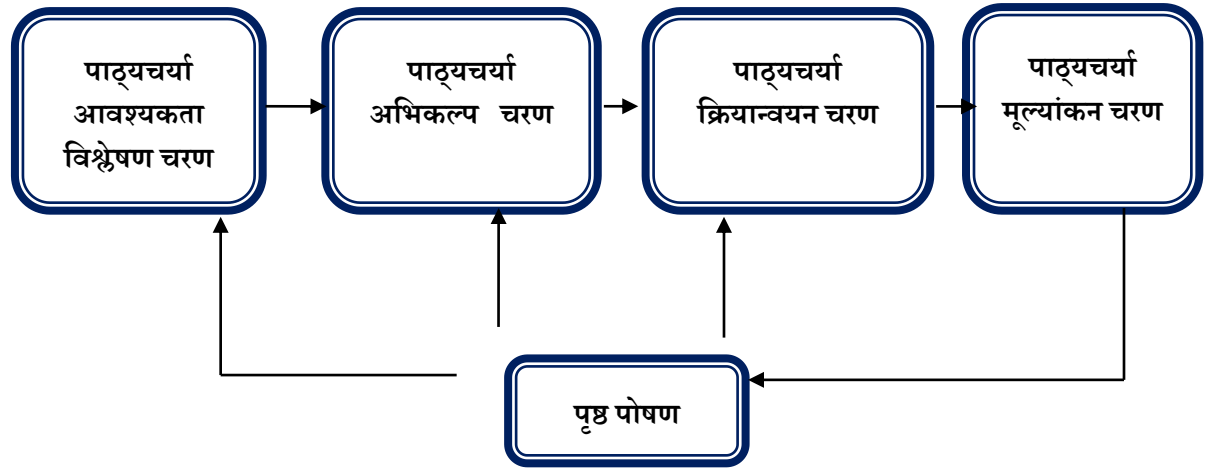 पाठ्यचर्या
आवश्यकता
विश्लेषण चरण
पाठ्यचर्या
अभिकल्प चरण
पाठ्यचर्या
क्रियान्वयन चरण
पाठ्यचर्या
मूल्यांकन चरण
पृष्ठ पोषण